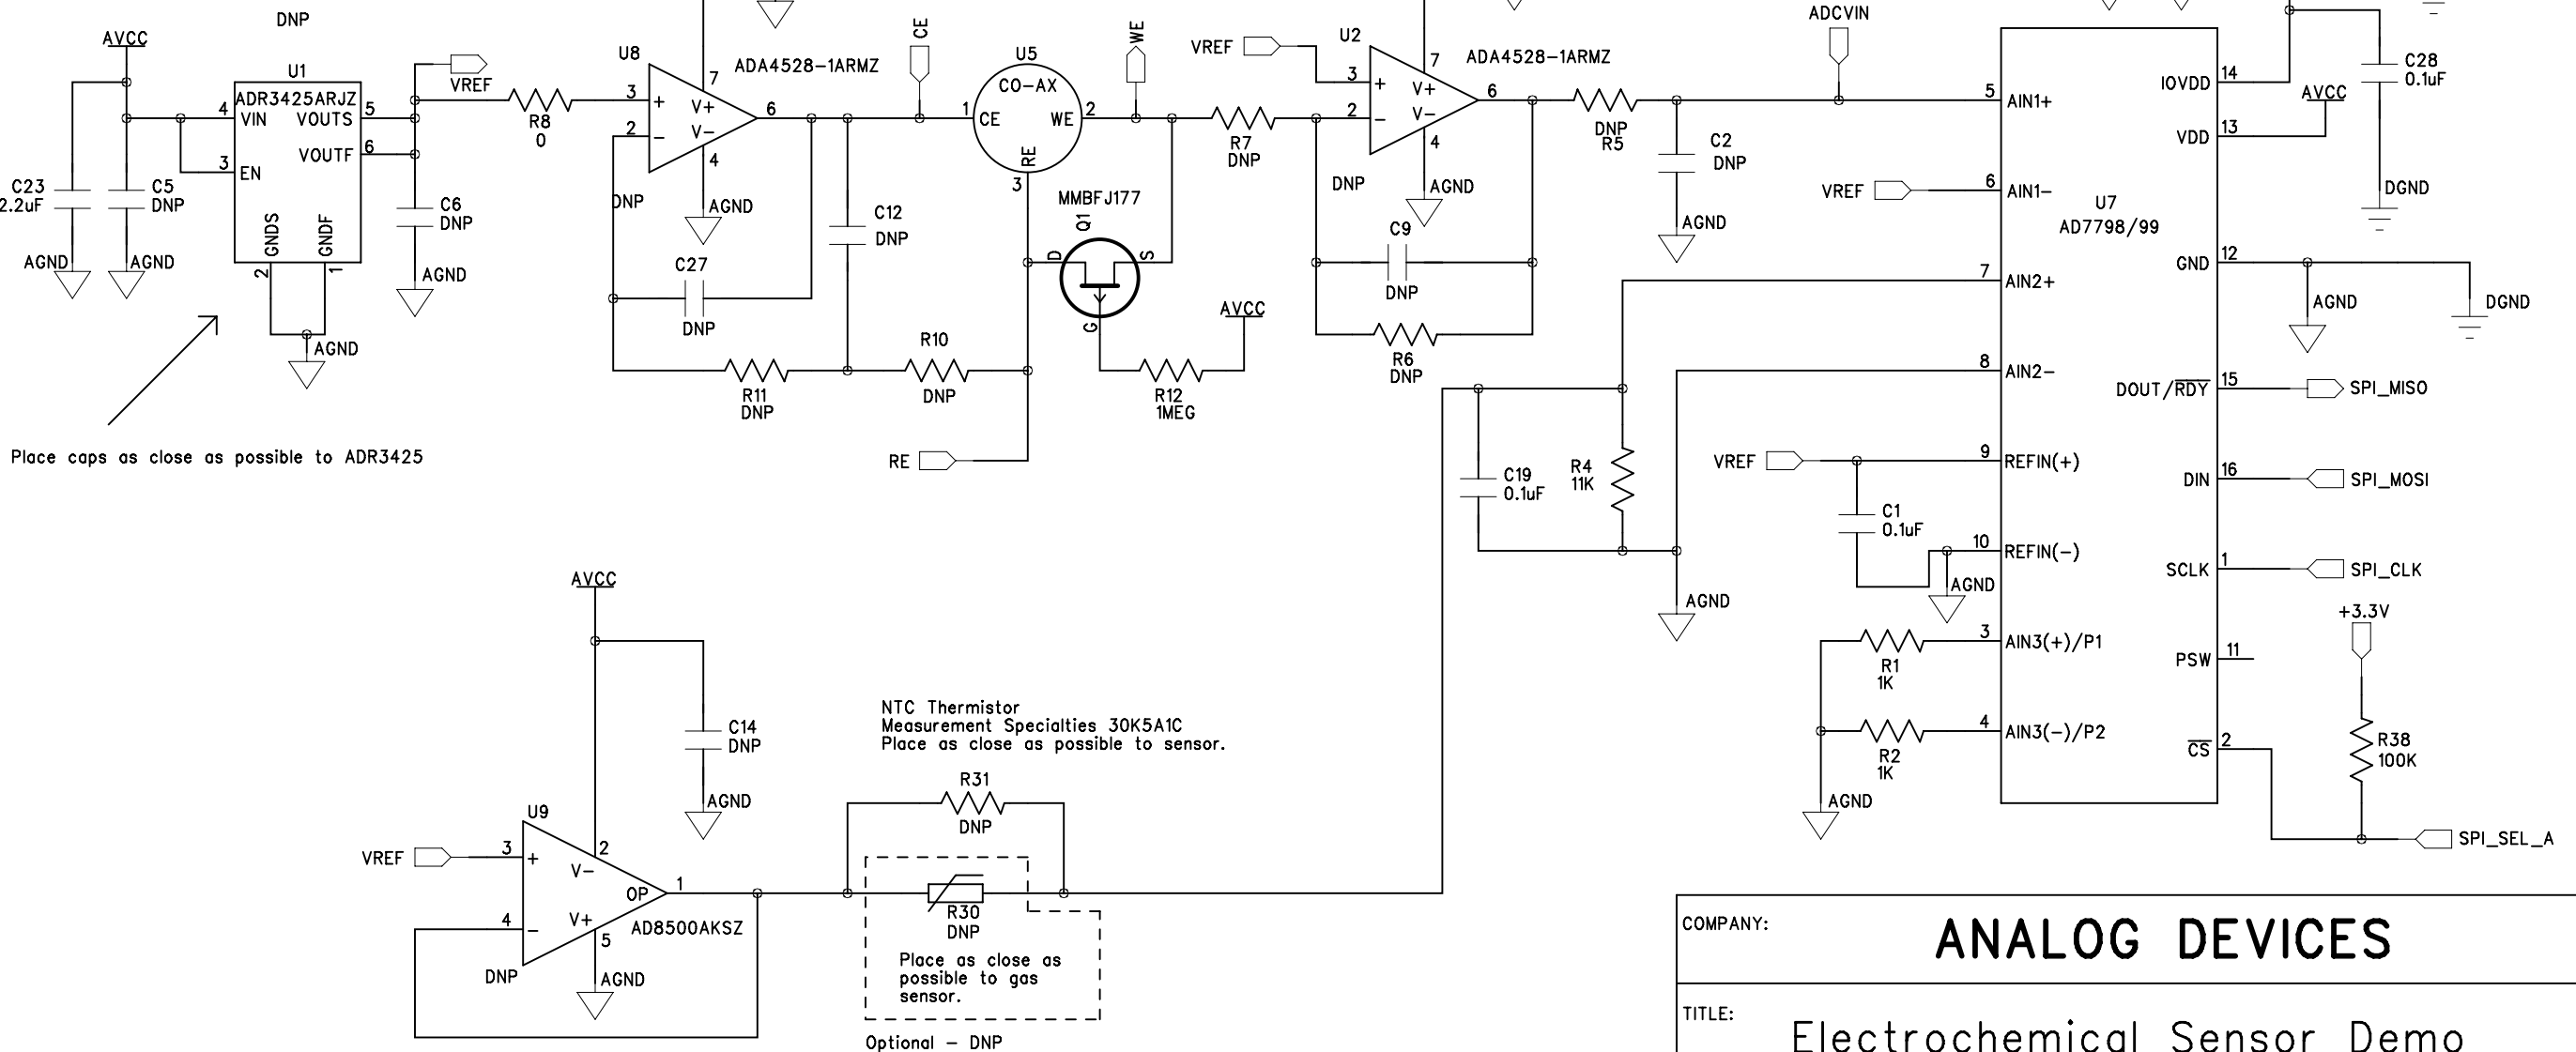 DNP
AVCC
C23
2.2uF
C5
DNP
AGND
AGND
U1
ADR3425ARJZ
4
VIN
VOUTS
5
VOUTF
6
3
EN
GNDS
GNDF
2
1
AGND
VREF
C6
DNP
AGND
Place caps as close as possible to ADR3425
R8
0
U8
ADA4528-1ARMZ
3
+
2
-
7
V+
V-
6
4
DNP
AGND
C27
DNP
C12
DNP
R11
DNP
R10
DNP
CE
U5
CO-AX
1
CE
WE
2
RE
3
WE
MMBFJ177
Q1
D
S
G
AVCC
R12
1MEG
RE
R7
DNP
VREF
U2
ADA4528-1ARMZ
3
+
2
-
7
V+
V-
6
4
DNP
AGND
C9
DNP
R6
DNP
DNP
R5
C2
DNP
AGND
ADCVIN
5
AIN1+
VREF
6
AIN1-
U7
AD7798/99
7
AIN2+
8
AIN2-
VREF
9
REFIN(+)
C1
0.1uF
10
REFIN(-)
AGND
C19
0.1uF
R4
11K
AGND
3
AIN3(+)/P1
R1
1K
4
AIN3(-)/P2
R2
1K
AGND
IOVDD
14
C28
0.1uF
AVCC
VDD
13
DGND
GND
12
AGND
DGND
DOUT/RDY
15
SPI_MISO
DIN
16
SPI_MOSI
SCLK
1
SPI_CLK
+3.3V
PSW
11
R38
100K
CS
2
SPI_SEL_A
AVCC
C14
DNP
AGND
U9
VREF
3
+
2
V-
OP
1
4
-
V+
5
AD8500AKSZ
DNP
AGND
NTC Thermistor
Measurement Specialties 30K5A1C
Place as close as possible to sensor.
R31
DNP
R30
DNP
Place as close as
possible to gas
sensor.
Optional - DNP
COMPANY:
ANALOG DEVICES
TITLE:
Electrochemical Sensor Demo